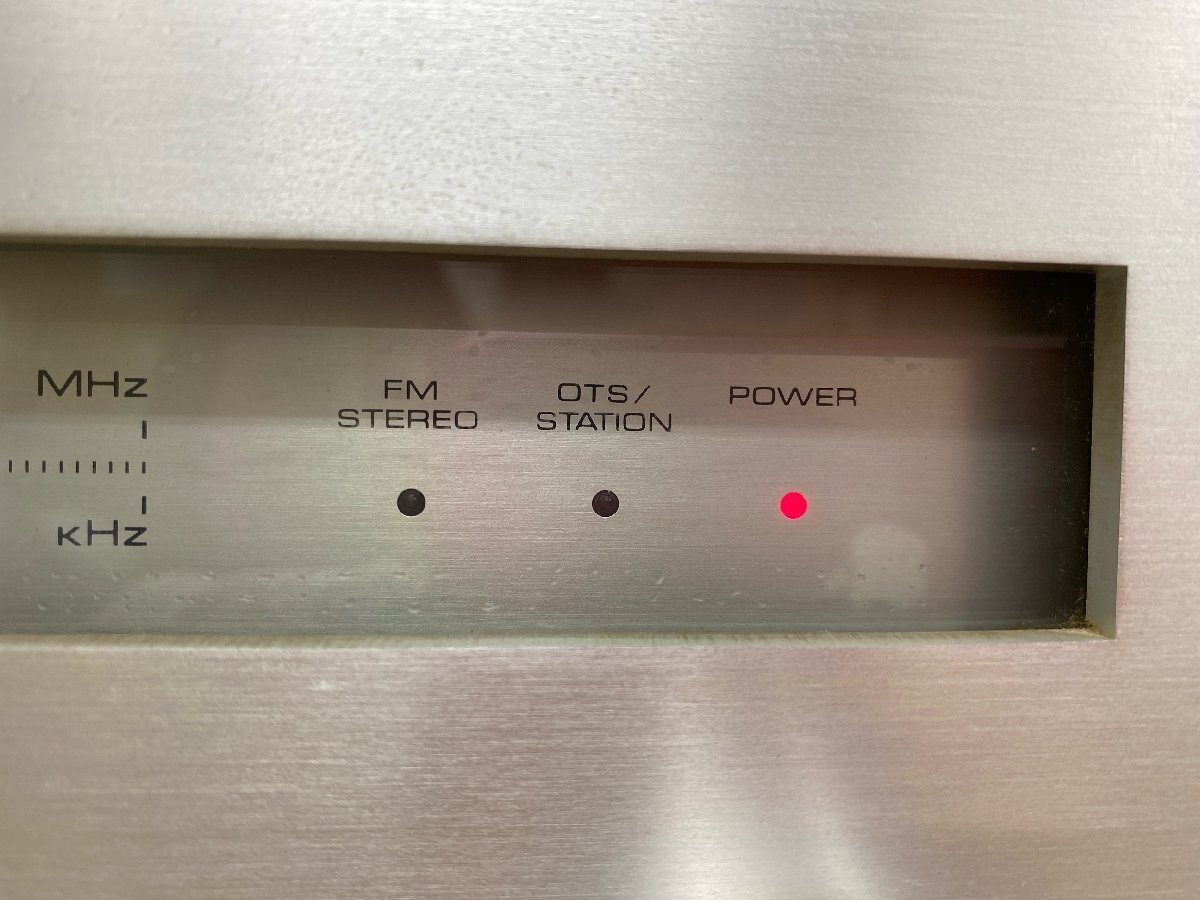 MHz
FM
STEREO
OTS/
STATION
POWER
kHz